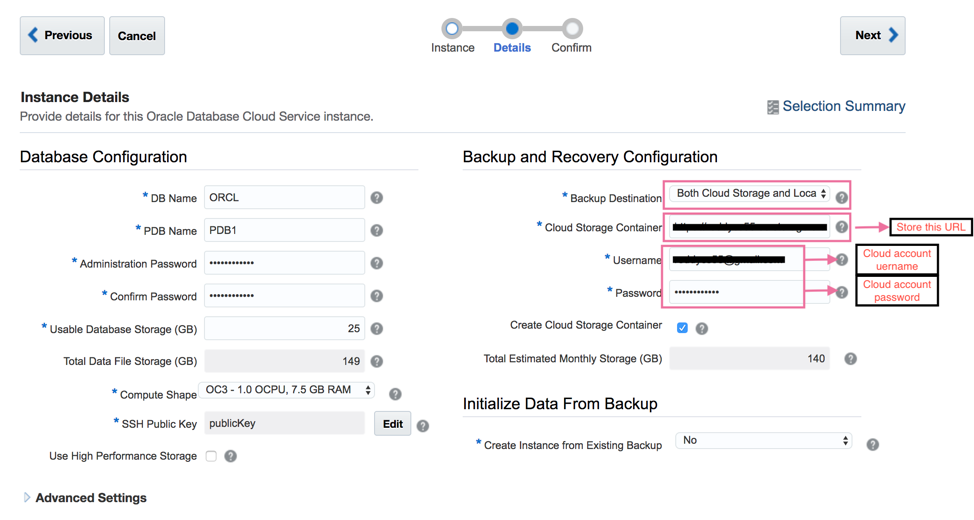 Previous
Cancel
Instance
Details
Confirm
Next
Instance Details
Provide details for this Oracle Database Cloud Service instance.
Selection Summary
Database Configuration
* DB Name ORCL
* PDB Name PDB1
* Administration Password ••••••••••••
* Confirm Password ••••••••••••
* Usable Database Storage (GB) 25
Total Data File Storage (GB) 149
* Compute Shape OC3 - 1.0 OCPU, 7.5 GB RAM
* SSH Public Key publicKey Edit
Use High Performance Storage
Advanced Settings
Backup and Recovery Configuration
* Backup Destination Both Cloud Storage and Loca
* Cloud Storage Container
Store this URL
* Username
Cloud account
uername
* Password ••••••••••••
Cloud account
password
Create Cloud Storage Container
Total Estimated Monthly Storage (GB) 140
Initialize Data From Backup
* Create Instance from Existing Backup No